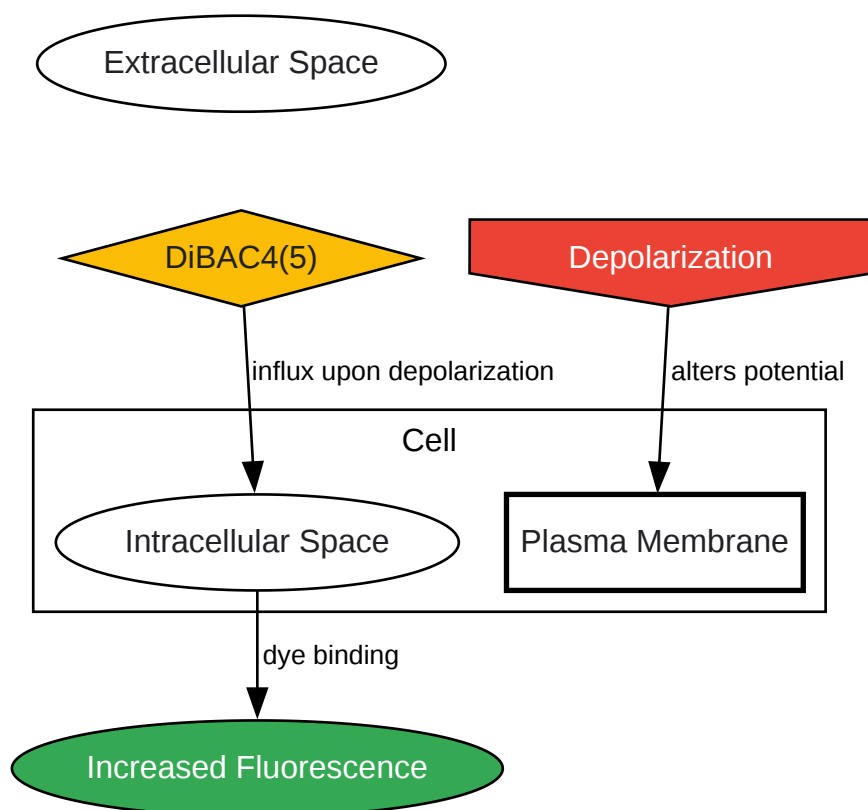 Extracellular Space
DiBAC4(5)
Depolarization
influx upon depolarization
alters potential
Cell
Intracellular Space
Plasma Membrane
dye binding
Increased Fluorescence